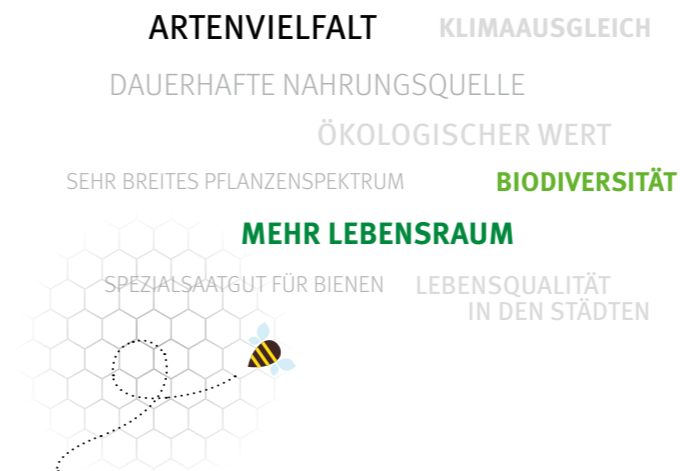 ARTENVIELFALT
KLIMAAUSGLEICH
DAUERHAFTE NAHRUNGSQUELLE
ÖKOLOGISCHER WERT
SEHR BREITES PFLANZENSPEKTRUM
BIODIVERSITÄT
MEHR LEBENSRAUM
SPEZIALSAATGUT FÜR BIENEN
LEBENSQUALITÄT
IN DEN STÄDTEN